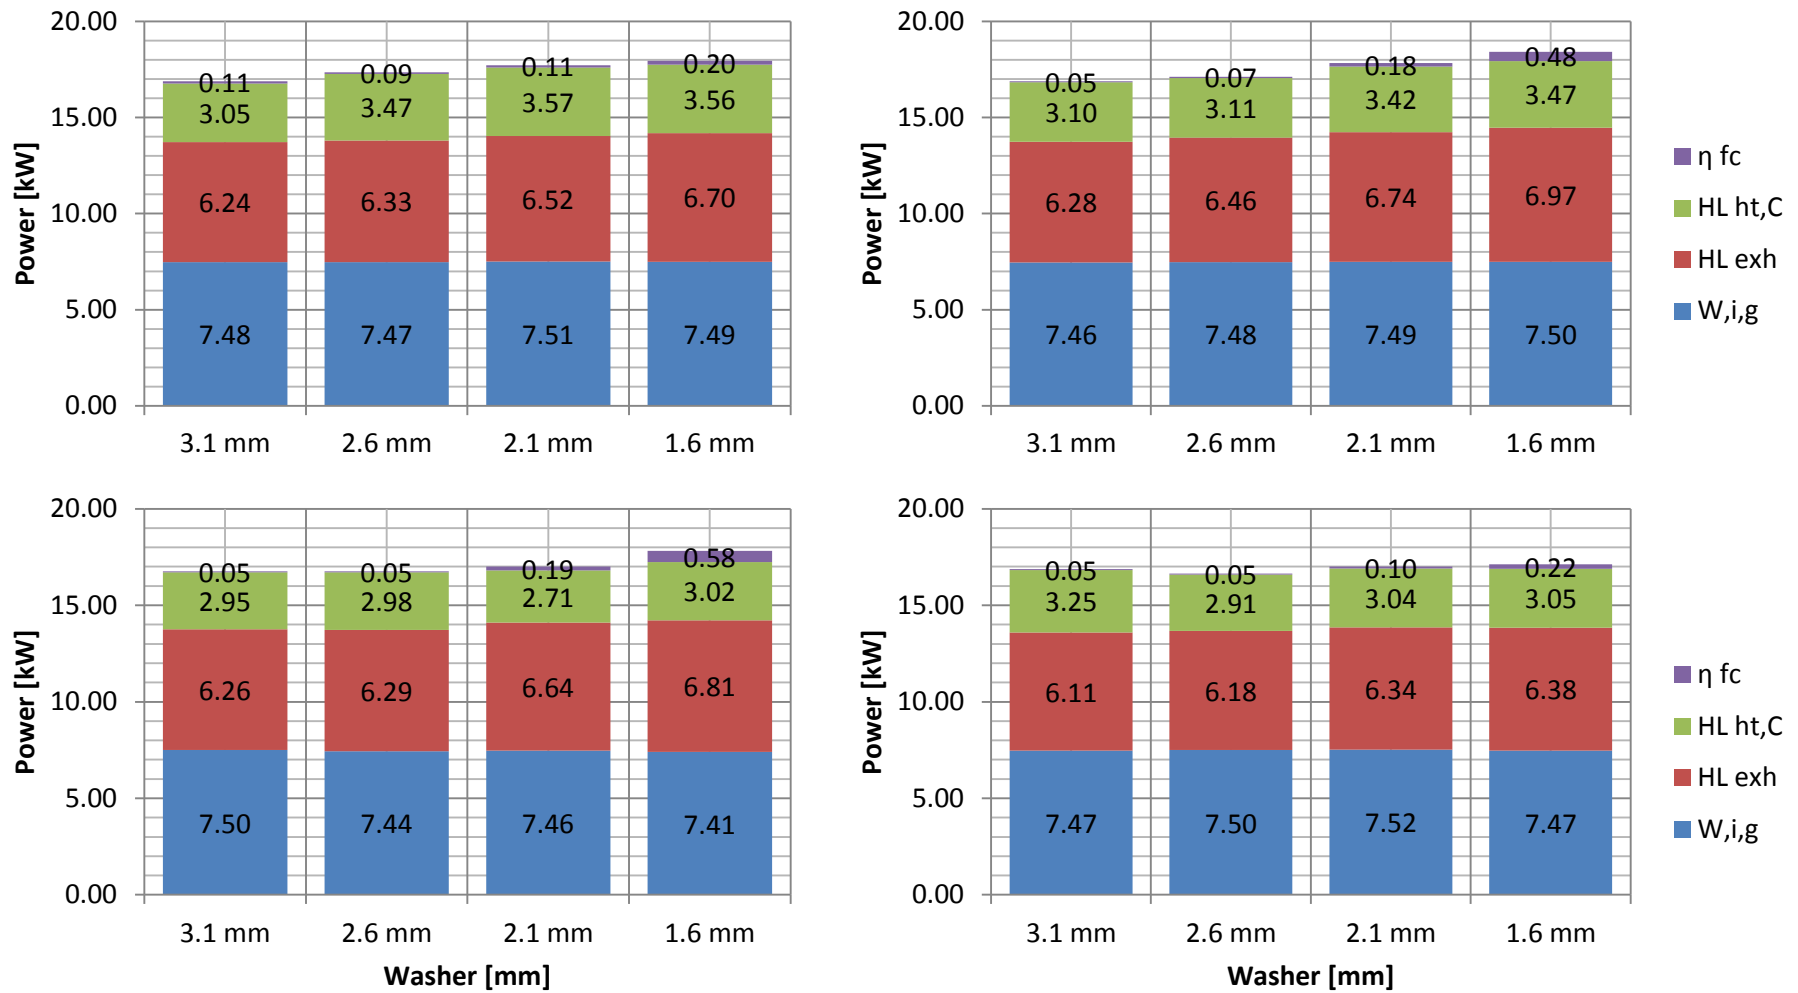 20.00
15.00
10.00
5.00
0.00
Power [kW]
0.11 0.09 0.11 0.20
3.05 3.47 3.57 3.56
6.24 6.33 6.52 6.70
7.48 7.47 7.51 7.49
3.1 mm 2.6 mm 2.1 mm 1.6 mm
20.00
15.00
10.00
5.00
0.00
Power [kW]
0.05 0.07 0.18 0.48
3.10 3.11 3.42 3.47
6.28 6.46 6.74 6.97
7.46 7.48 7.49 7.50
3.1 mm 2.6 mm 2.1 mm 1.6 mm
η fc
HL ht,C
HL exh
W,i,g
20.00
15.00
10.00
5.00
0.00
Power [kW]
0.05 0.05 0.19 0.58
2.95 2.98 2.71 3.02
6.26 6.29 6.64 6.81
7.50 7.44 7.46 7.41
3.1 mm 2.6 mm 2.1 mm 1.6 mm
Washer [mm]
20.00
15.00
10.00
5.00
0.00
Power [kW]
0.05 0.05 0.10 0.22
3.25 2.91 3.04 3.05
6.11 6.18 6.34 6.38
7.47 7.50 7.52 7.47
3.1 mm 2.6 mm 2.1 mm 1.6 mm
Washer [mm]
η fc
HL ht,C
HL exh
W,i,g